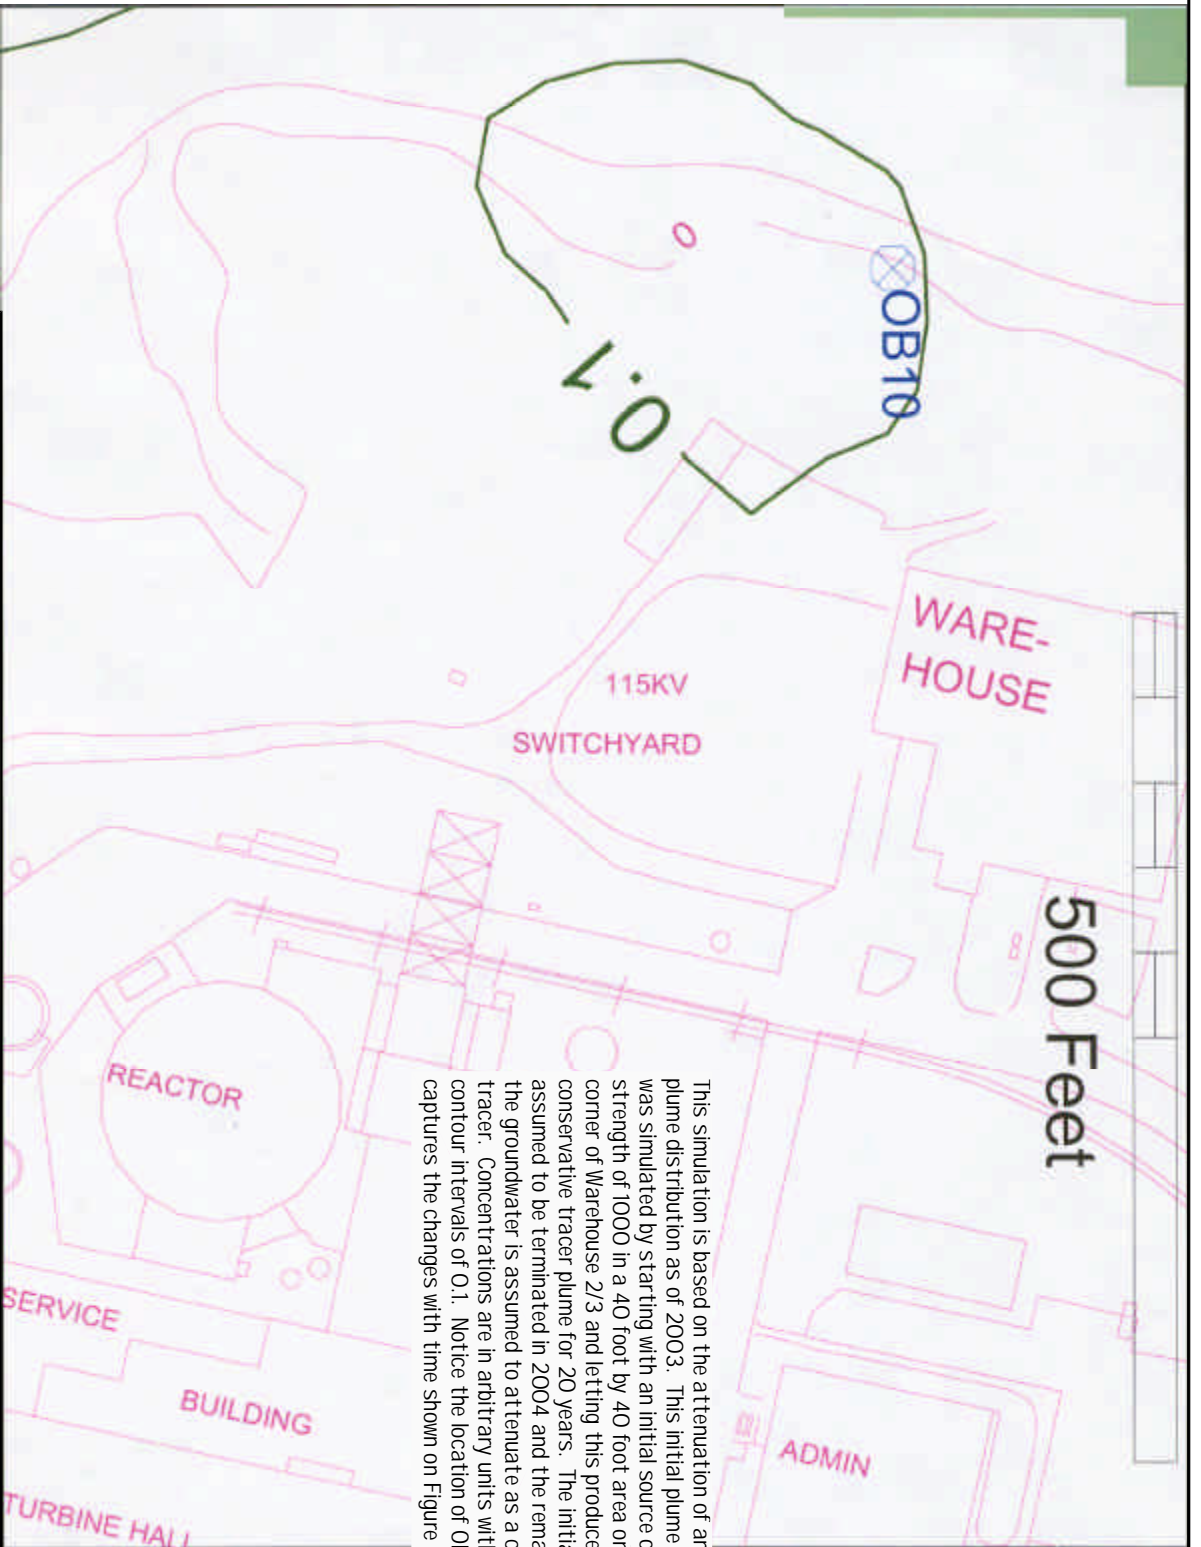 OB10
0.1
WARE-
HOUSE
115KV
SWITCHYARD
500 Feet
REACTOR
This simulation is based on the attenuation of an
plume distribution as of 2003. This initial plume
was simulated by starting with an initial source
strength of 1000 in a 40 foot by 40 foot area
corner of Warehouse 2/3 and letting this produce
conservative tracer plume for 20 years. The
assumed to be terminated in 2004 and the
the groundwater is assumed to attenuate as a
tracer. Concentrations are in arbitrary units
contour intervals of 0.1. Notice the location of
captures the changes with time shown on Figure
SERVICE
BUILDING
ADMIN
TURBINE HALL